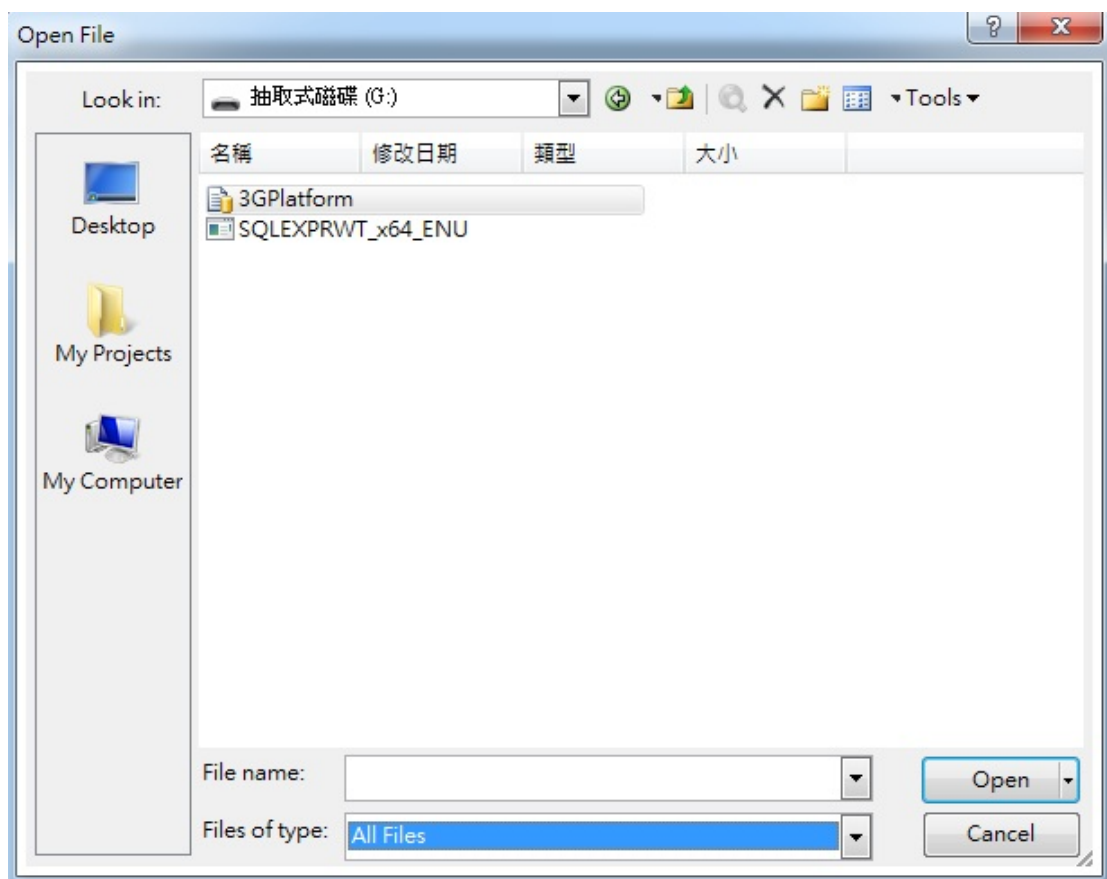 Open File
Look in:
抽取式磁碟 (G:)
Tools
名稱 修改日期 類型 大小
3GPlatform
SQLEXPRWT_x64_ENU
Desktop
My Projects
My Computer
File name:
Open
Files of type: All Files
Cancel